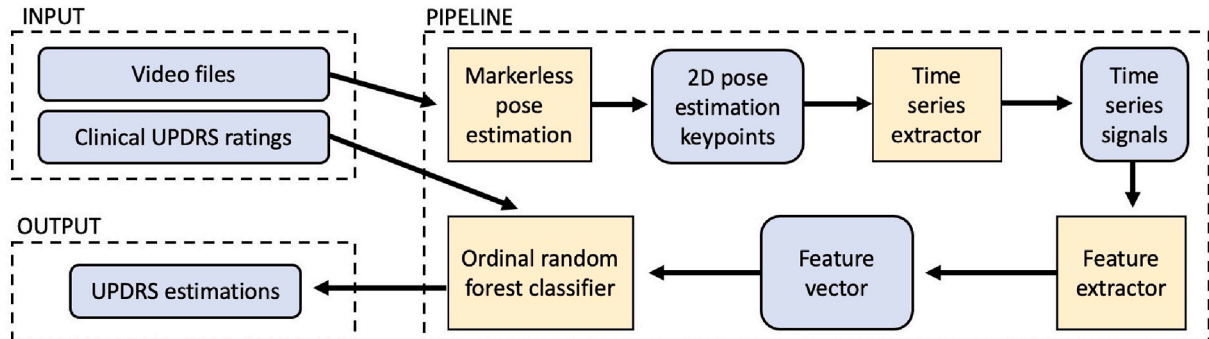 INPUT
Video files
Clinical UPDRS ratings
PIPELINE
Markerless
pose
estimation
2D pose
estimation
keypoints
Time
series
extractor
Time
series
signals
OUTPUT
UPDRS estimations
Ordinal random
forest classifier
Feature
vector
Feature
extractor